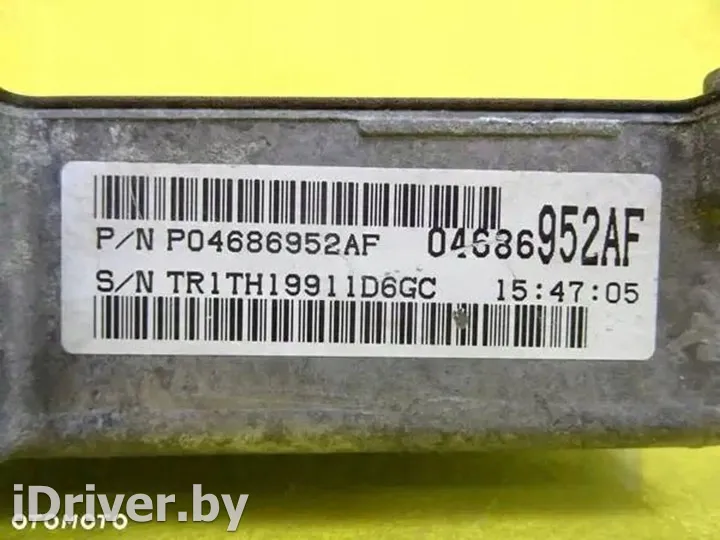 P/N P04686952AF 04686952AF
S/N TR1TH19911D6GC 15:47:05
iDriver.by
OTOMOTO